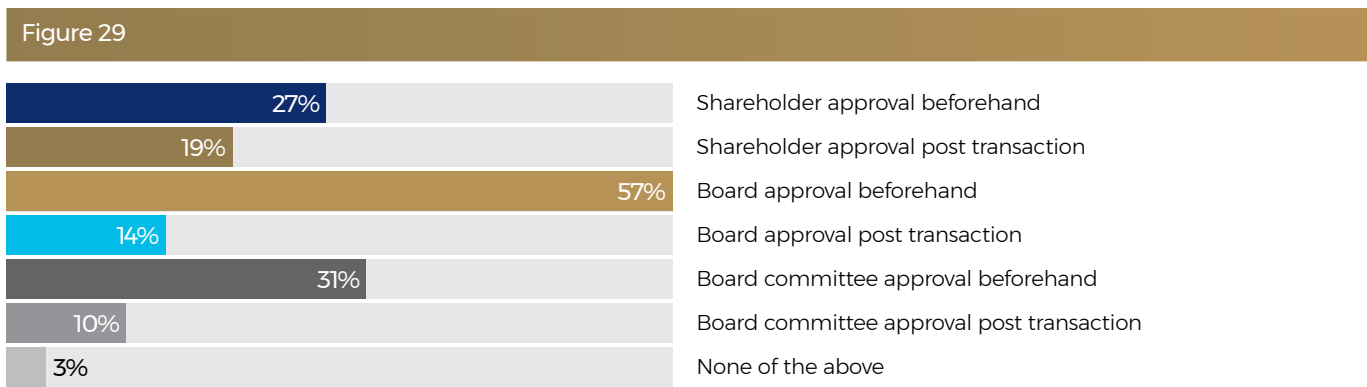 Figure 29
27% Shareholder approval beforehand
19% Shareholder approval post transaction
57% Board approval beforehand
14% Board approval post transaction
31% Board committee approval beforehand
10% Board committee approval post transaction
3% None of the above